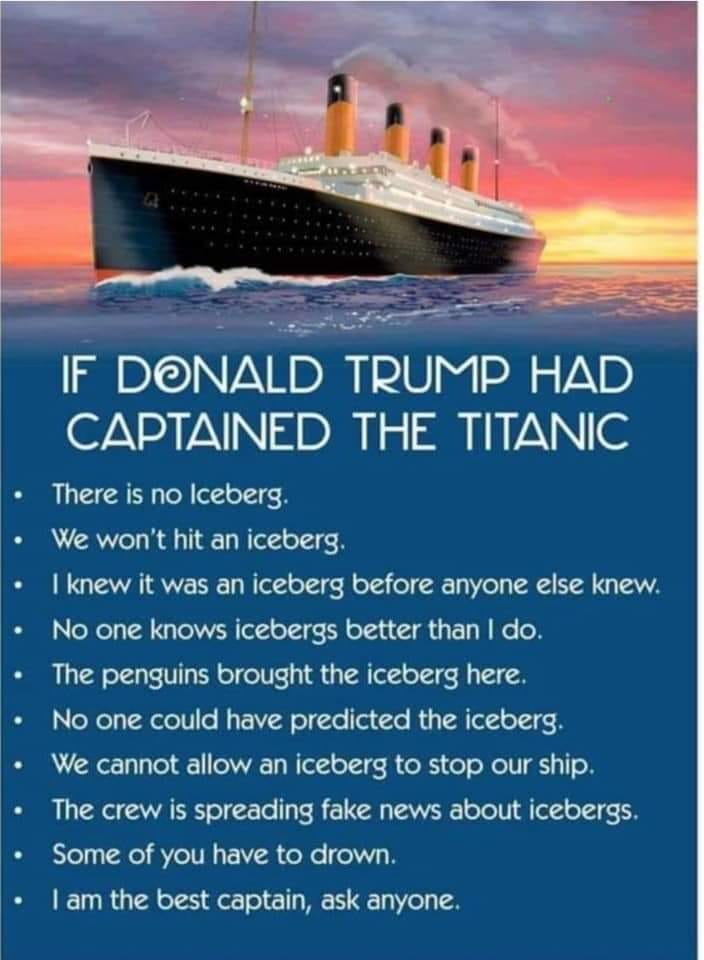 IF DONALD TRUMP HAD
CAPTAINED THE TITANIC
• There is no Iceberg.
• We won't hit an iceberg.
• I knew it was an iceberg before anyone else knew.
• No one knows icebergs better than I do.
• The penguins brought the iceberg here.
• No one could have predicted the iceberg.
• We cannot allow an iceberg to stop our ship.
• The crew is spreading fake news about icebergs.
• Some of you have to drown.
• I am the best captain, ask anyone.